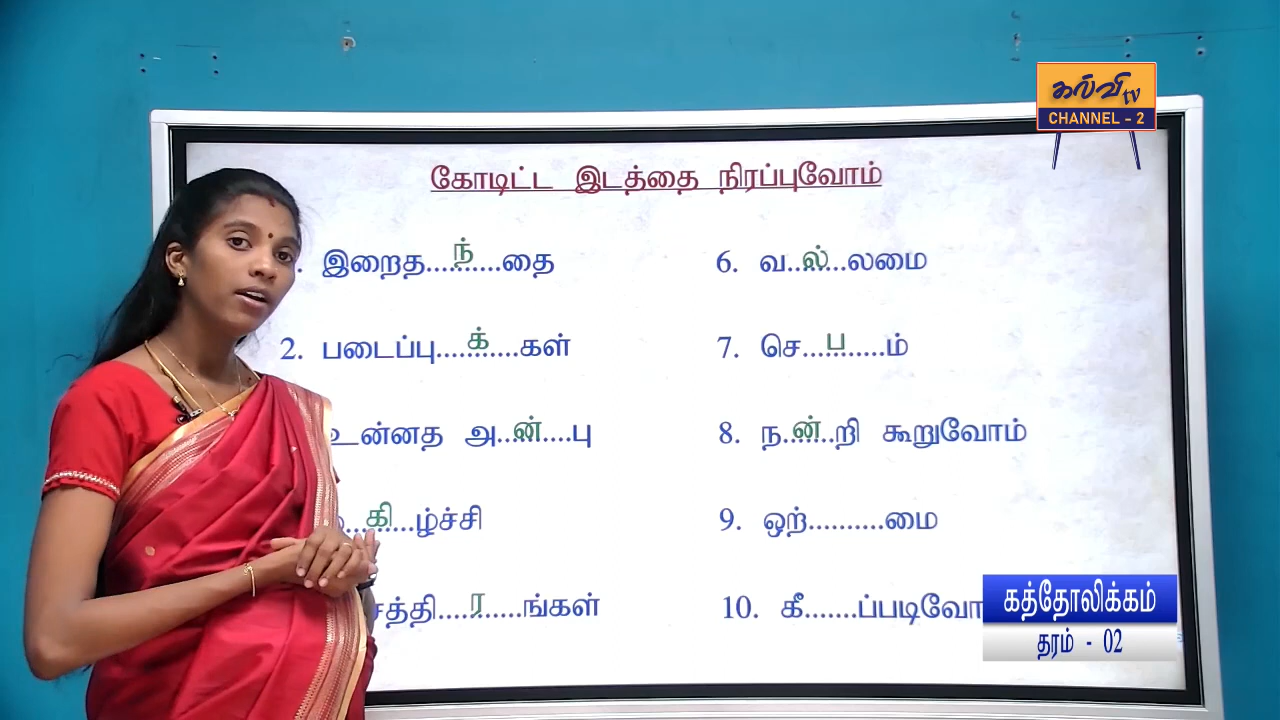 கல்வி tv
CHANNEL - 2
கோடிட்ட இடத்தை நிரப்புவோம்
இறைத...ந்...தை
2. படைப்பு...க்...கள்
உன்னத அ..ன்...பு
..கி...ழ்ச்சி
சத்தி...ர...ங்கள்
6. வ..ல்...லமை
7. செ...ப...ம்
8. ந..ன்..றி கூறுவோம்
9. ஒற்..........மை
10. கீ.......ப்படிவோ
கத்தோலிக்கம்
தரம் - 02